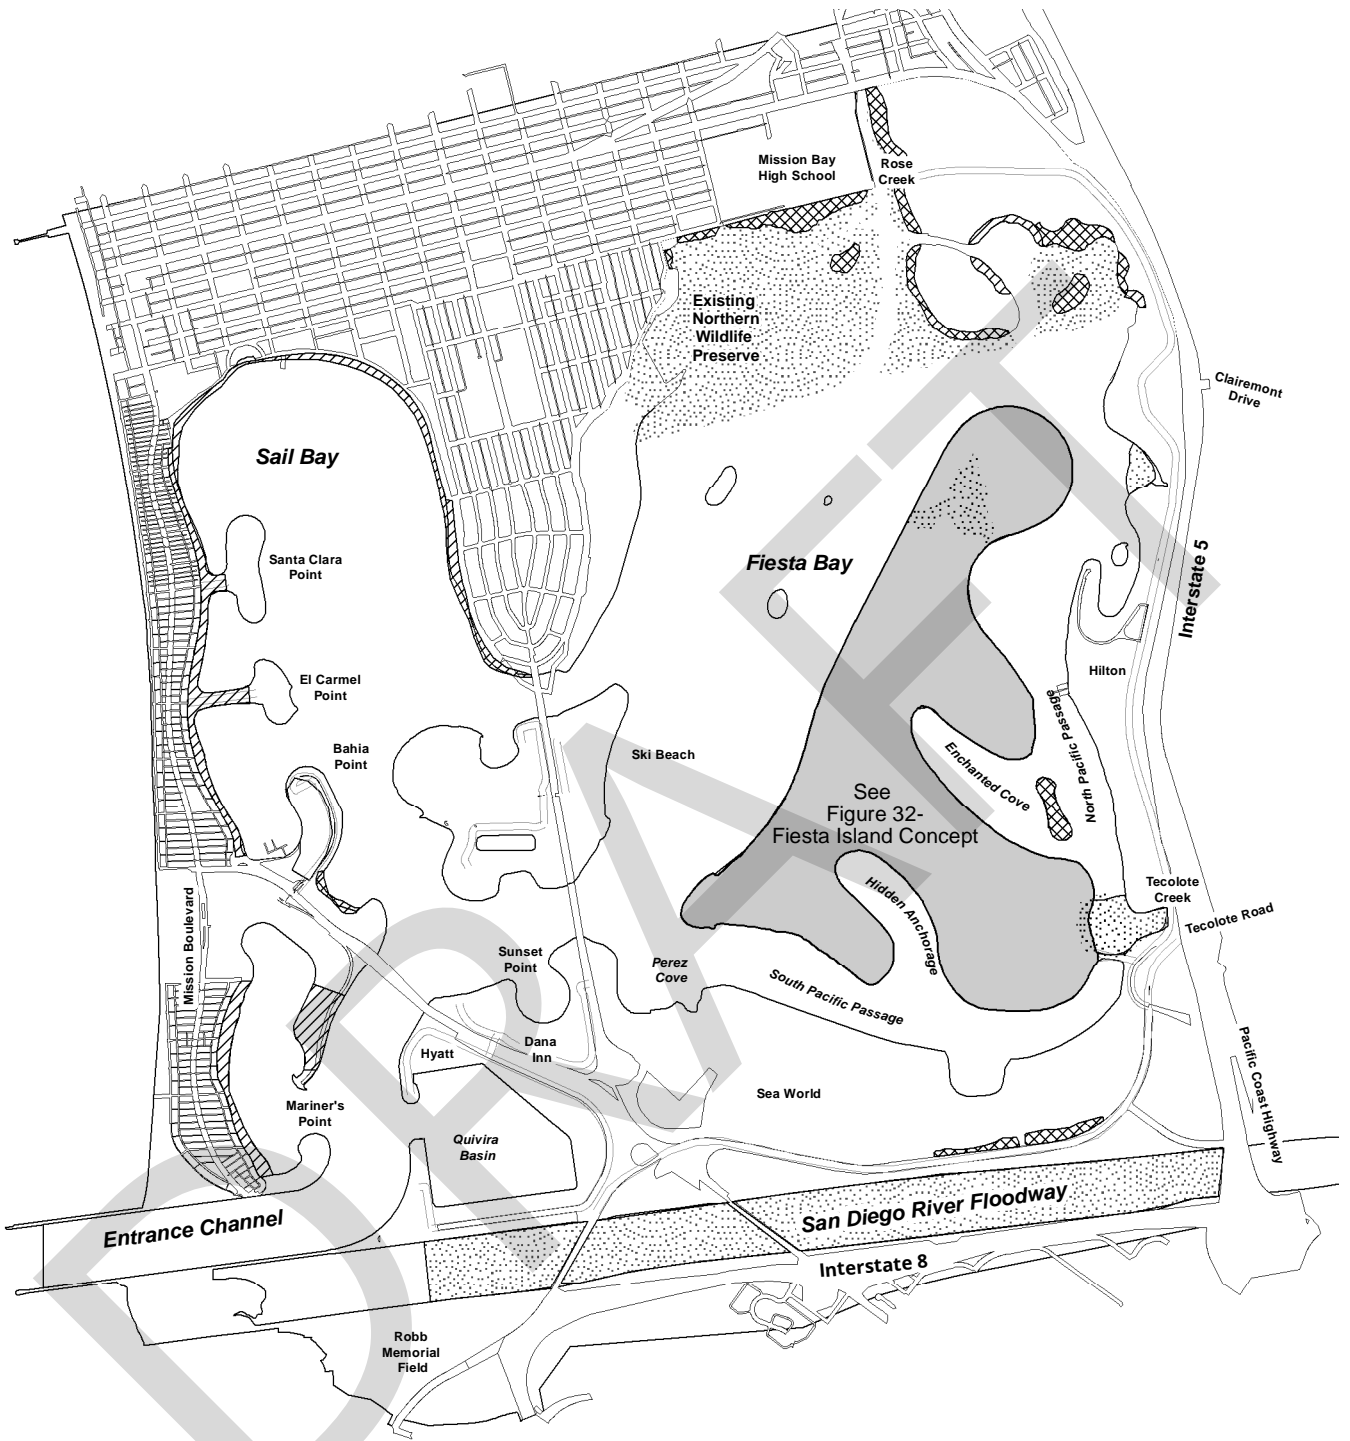 Mission Bay
High School
Rose
Creek
Existing
Northern
Wildlife
Preserve
Clairemont
Drive
Sail Bay
Santa Clara
Point
Fiesta Bay
Interstate 5
El Carmel
Point
Hilton
Bahia
Point
Ski Beach
North Pacific Passage
Enchanted Cove
See
Figure 32-
Fiesta Island Concept
Hidden Anchorage
Tecolote
Creek
Tecolote Road
Mission Boulevard
Sunset
Point
Perez
Cove
South Pacific Passage
Hyatt
Dana
Inn
Sea World
Pacific Coast Highway
Mariner's
Point
Quivira
Basin
Entrance Channel
San Diego River Floodway
Interstate 8
Robb
Memorial
Field
DRAFT